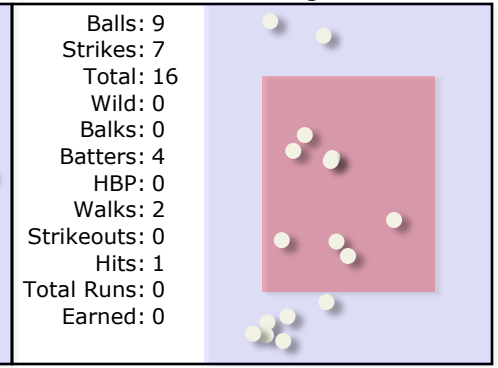 Balls: 9
Strikes: 7
Total: 16
Wild: 0
Balks: 0
Batters: 4
HBP: 0
Walks: 2
Strikeouts: 0
Hits: 1
Total Runs: 0
Earned: 0